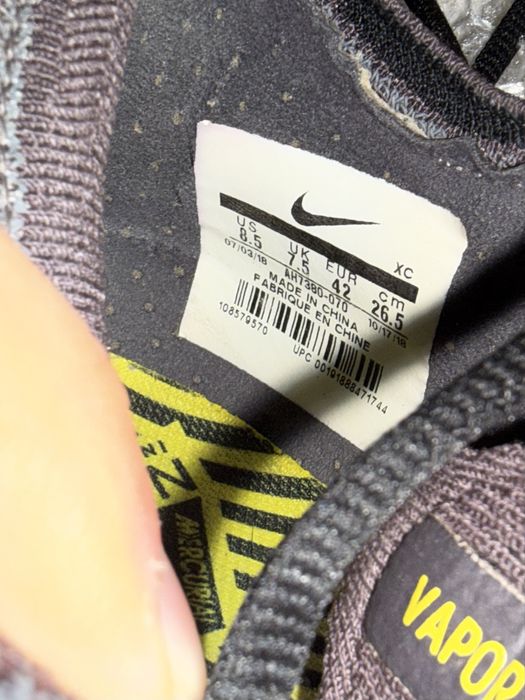 XC
US UK EUR cm
8.5 7.5 42 26.5
07/03/18 AH7380-070 10/17/18
MADE IN CHINA
FABRIQUE EN CHINE
108579570
UPC 00191888471744
MERCURIAL
VAPOR